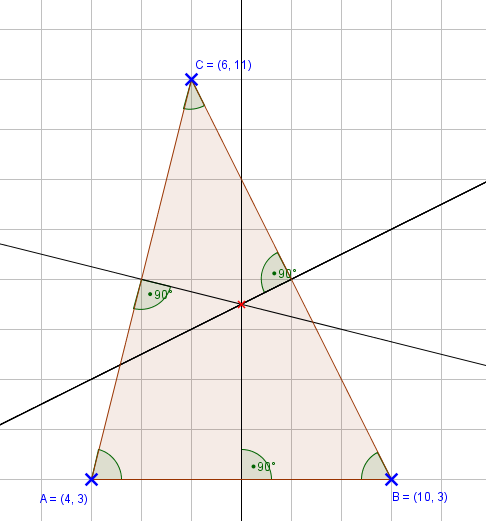 C = (6, 11)
90°
90°
90°
A = (4, 3)
B = (10, 3)